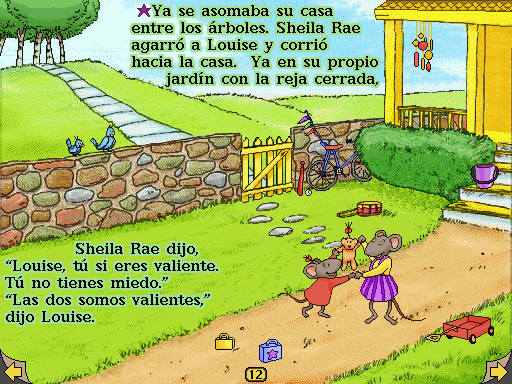 Ya se asomaba su casa
entre los árboles. Sheila Rae
agarró a Louise y corrió
hacia la casa.  Ya en su propio
jardín con la reja cerrada,
Sheila Rae dijo,
“Louise, tú si eres valiente.
Tú no tienes miedo.”
“Las dos somos valientes,”
dijo Louise.
12